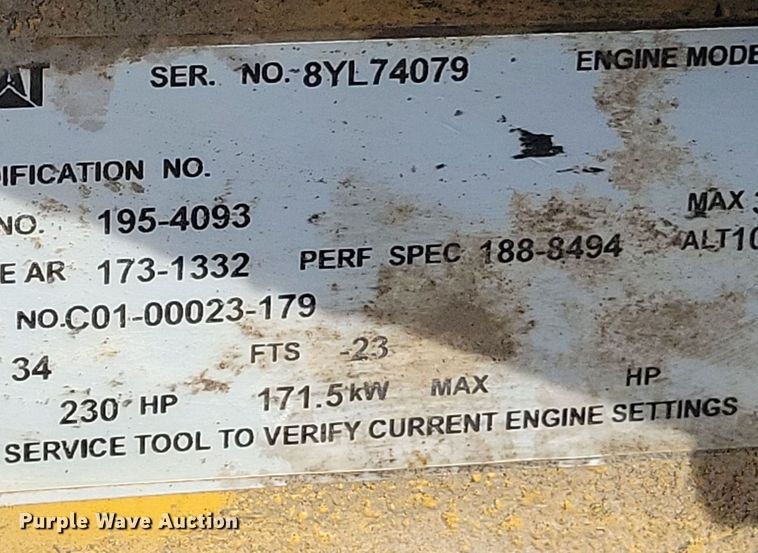 CAT SER. NO. 8YL74079 ENGINE MODE
IFICATION NO.
NO. 195-4093 MAX
E AR 173-1332 PERF SPEC 188-8494 ALT10
NO.C01-00023-179
34 FTS -23
230 HP 171.5kW MAX HP
SERVICE TOOL TO VERIFY CURRENT ENGINE SETTINGS
Purple Wave Auction